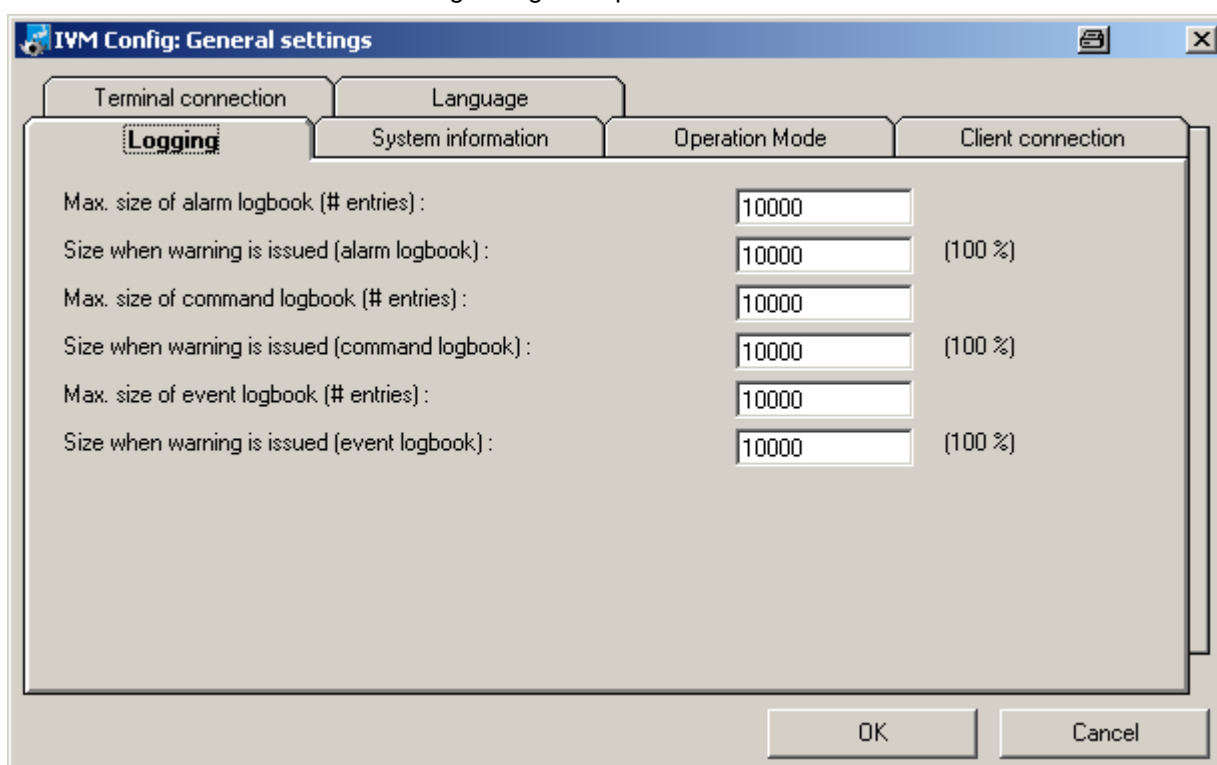 IVM Config: General settings
Terminal connection Language
Logging System information Operation Mode Client connection
Max. size of alarm logbook (# entries) : 10000
Size when warning is issued (alarm logbook) : 10000 (100 %)
Max. size of command logbook (# entries) : 10000
Size when warning is issued (command logbook) : 10000 (100 %)
Max. size of event logbook (# entries) : 10000
Size when warning is issued (event logbook) : 10000 (100 %)
OK Cancel